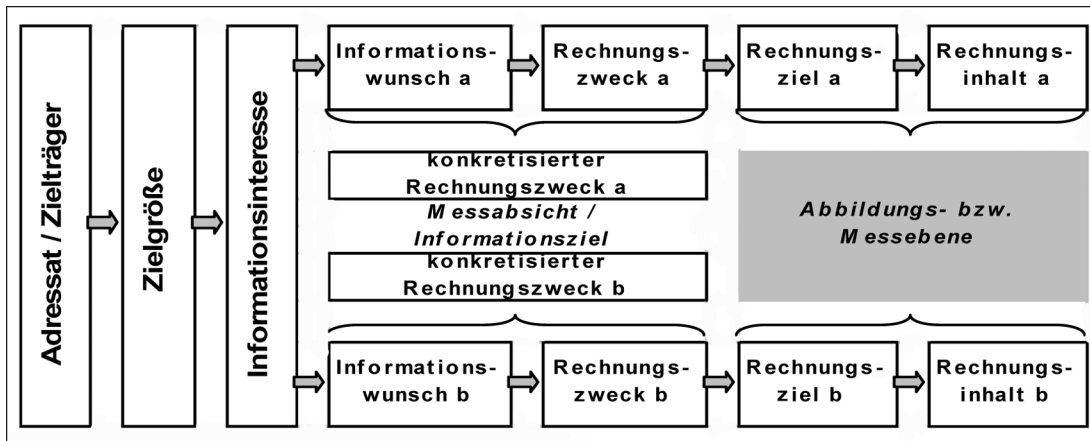 Adressat / Zielträger
Zielgröße
Informationsinteresse
Informations-
wunsch a
Rechnungs-
zweck a
Rechnungs-
ziel a
Rechnungs-
inhalt a
konkretisierter
Rechnungszweck a
Messabsicht /
Informationsziel
konkretisierter
Rechnungszweck b
Abbildungs- bzw.
Messebene
Informations-
wunsch b
Rechnungs-
zweck b
Rechnungs-
ziel b
Rechnungs-
inhalt b